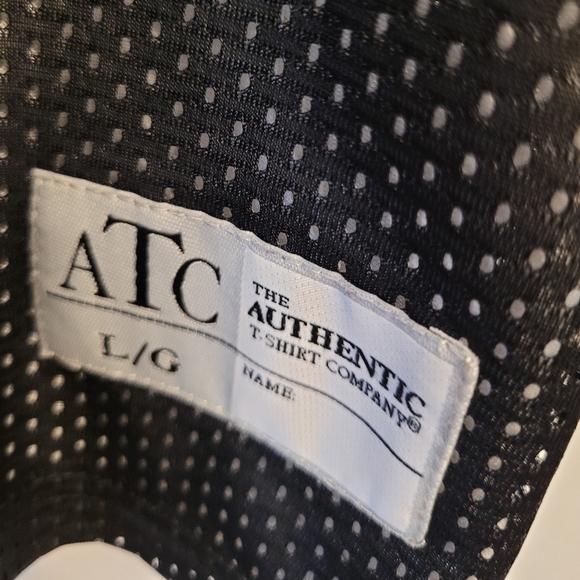 ATC
L/G
THE
AUTHENTIC
T-SHIRT COMPANY®
NAME: